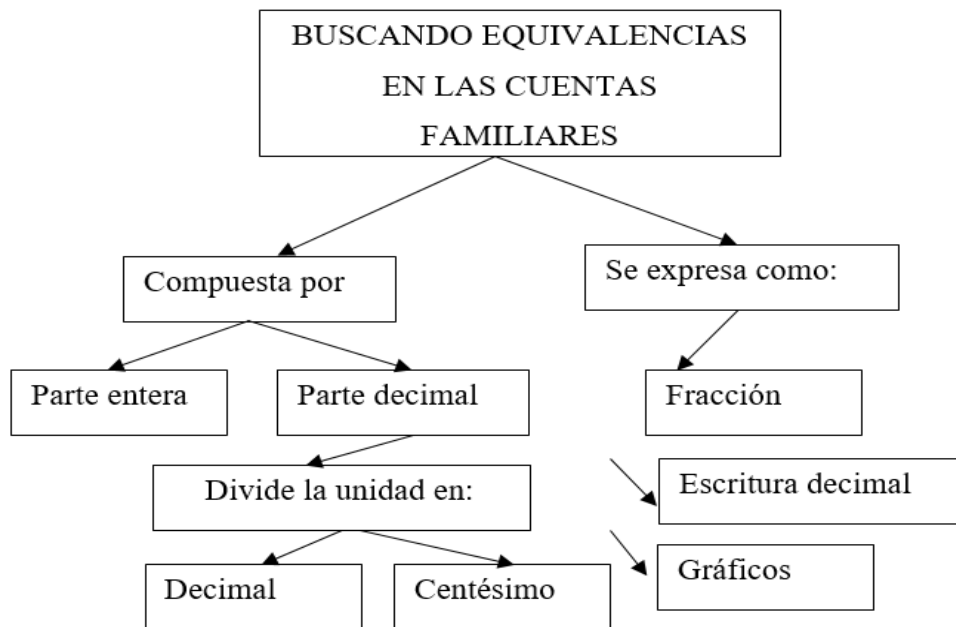 BUSCANDO EQUIVALENCIAS
EN LAS CUENTAS
FAMILIARES
Compuesta por
Se expresa como:
Parte entera
Parte decimal
Fracción
Divide la unidad en:
Escritura decimal
Decimal
Centésimo
Gráficos